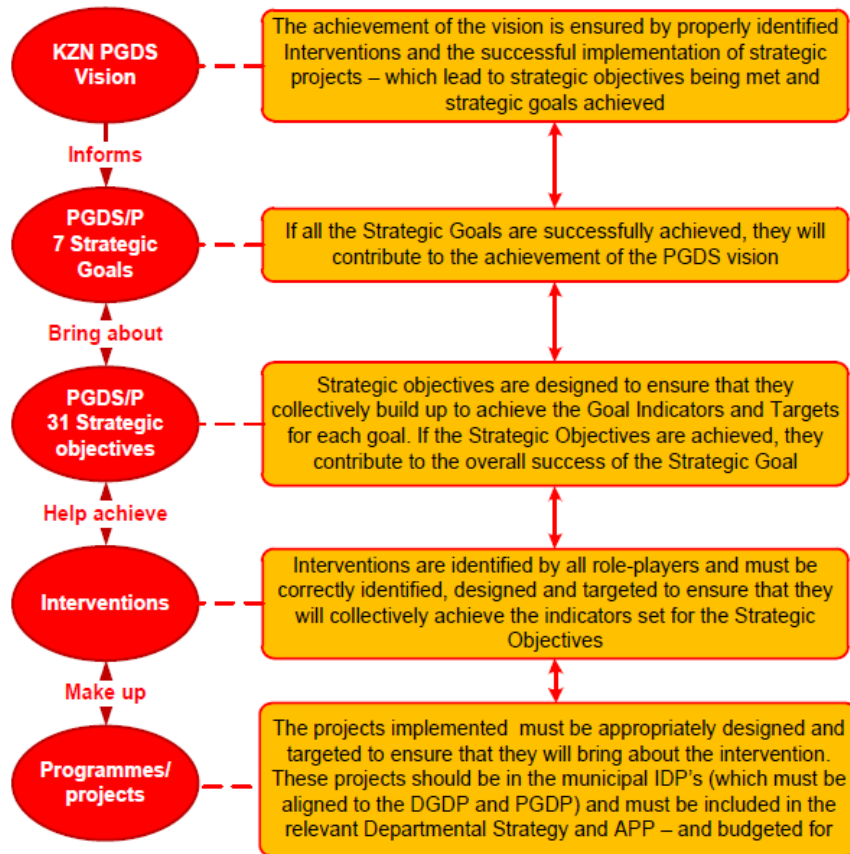 KZN PGDS
Vision
The achievement of the vision is ensured by properly identified
Interventions and the successful implementation of strategic
projects – which lead to strategic objectives being met and
strategic goals achieved
Informs
PGDS/P
7 Strategic
Goals
If all the Strategic Goals are successfully achieved, they will
contribute to the achievement of the PGDS vision
Bring about
PGDS/P
31 Strategic
objectives
Strategic objectives are designed to ensure that they
collectively build up to achieve the Goal Indicators and Targets
for each goal. If the Strategic Objectives are achieved, they
contribute to the overall success of the Strategic Goal
Help achieve
Interventions
Interventions are identified by all role-players and must be
correctly identified, designed and targeted to ensure that they
will collectively achieve the indicators set for the Strategic
Objectives
Make up
Programmes/
projects
The projects implemented must be appropriately designed and
targeted to ensure that they will bring about the intervention.
These projects should be in the municipal IDP's (which must be
aligned to the DGDP and PGDP) and must be included in the
relevant Departmental Strategy and APP – and budgeted for